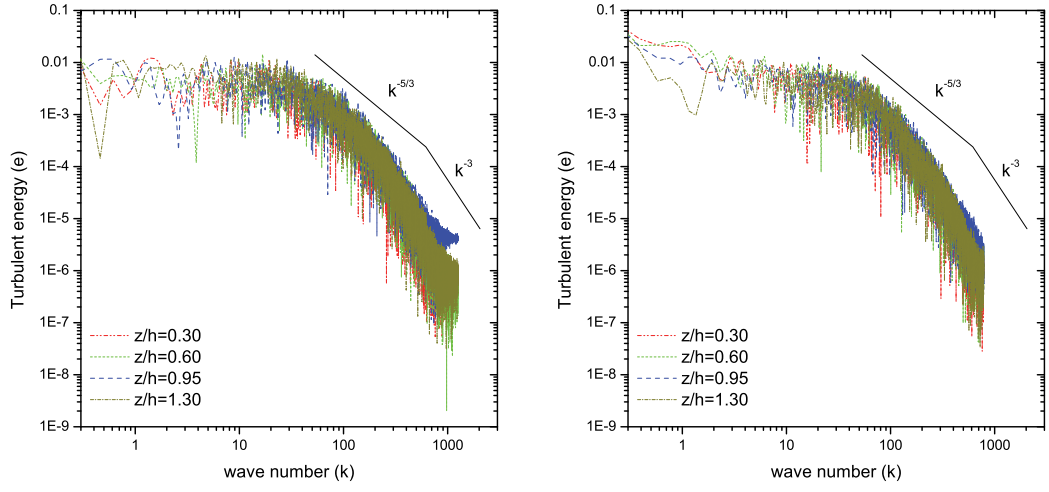 0.1
0.01
1E-3
1E-4
1E-5
1E-6
1E-7
1E-8
1E-9
Turbulent energy (e)
k-5/3
k-3
z/h=0.30
z/h=0.60
z/h=0.95
z/h=1.30
1 10 100 1000
wave number (k)
0.1
0.01
1E-3
1E-4
1E-5
1E-6
1E-7
1E-8
1E-9
Turbulent energy (e)
k-5/3
k-3
z/h=0.30
z/h=0.60
z/h=0.95
z/h=1.30
1 10 100 1000
wave number (k)